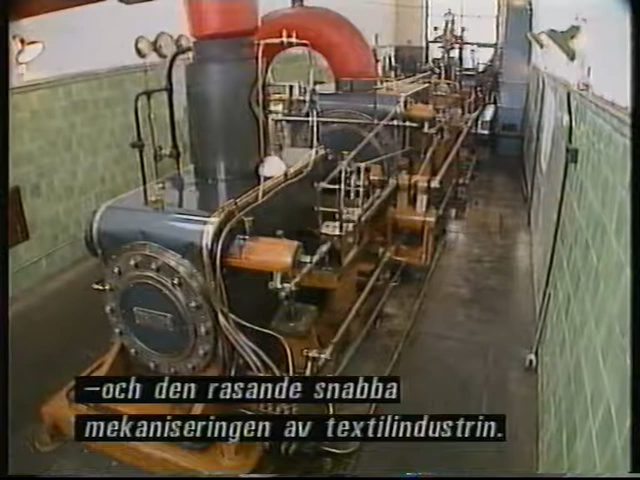 –och den rasande snabba
mekaniseringen av textilindustrin.